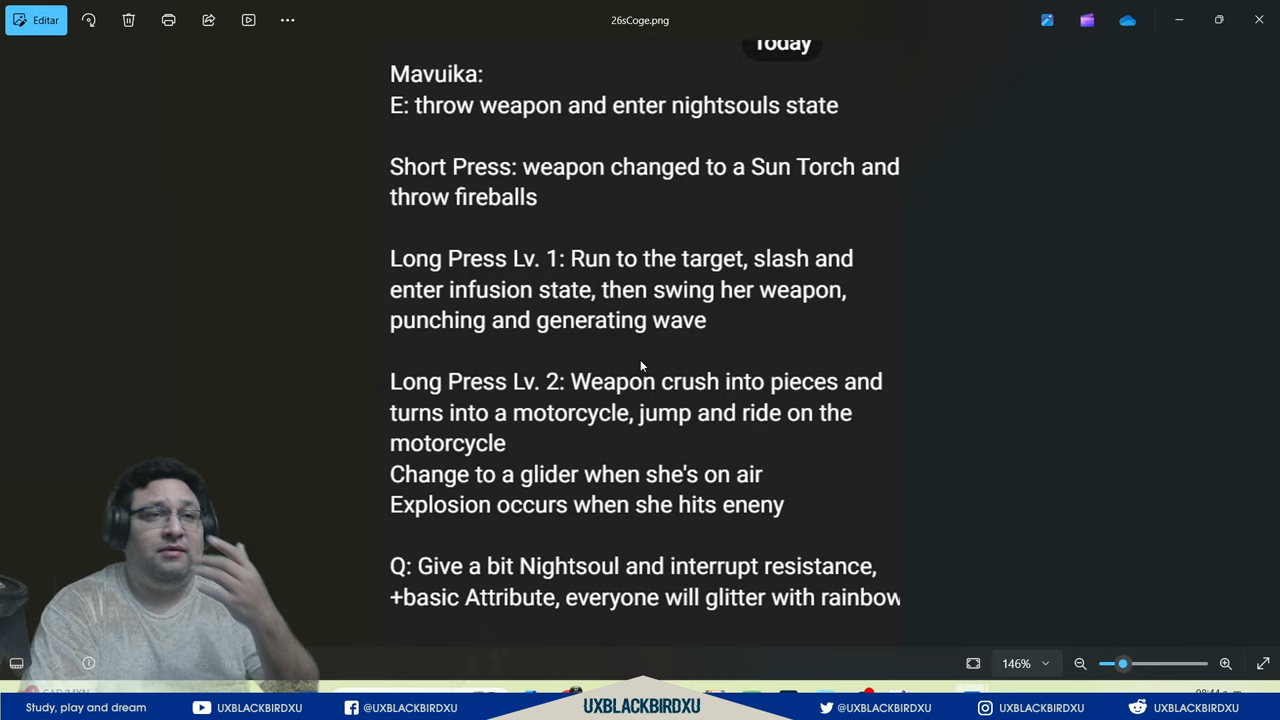 Editar
26sCoge.png
Today
Mavuika:
E: throw weapon and enter nightsouls state
Short Press: weapon changed to a Sun Torch and
throw fireballs
Long Press Lv. 1: Run to the target, slash and
enter infusion state, then swing her weapon,
punching and generating wave
Long Press Lv. 2: Weapon crush into pieces and
turns into a motorcycle, jump and ride on the
motorcycle
Change to a glider when she's on air
Explosion occurs when she hits eneny
Q: Give a bit Nightsoul and interrupt resistance,
+basic Attribute, everyone will glitter with rainbow
146%
CAD/MXN
08:44 a. m.
Study, play and dream
UXBLACKBIRDXU
@UXBLACKBIRDXU
UXBLACKBIRDXU
@UXBLACKBIRDXU
UXBLACKBIRDXU
UXBLACKBIRDXU